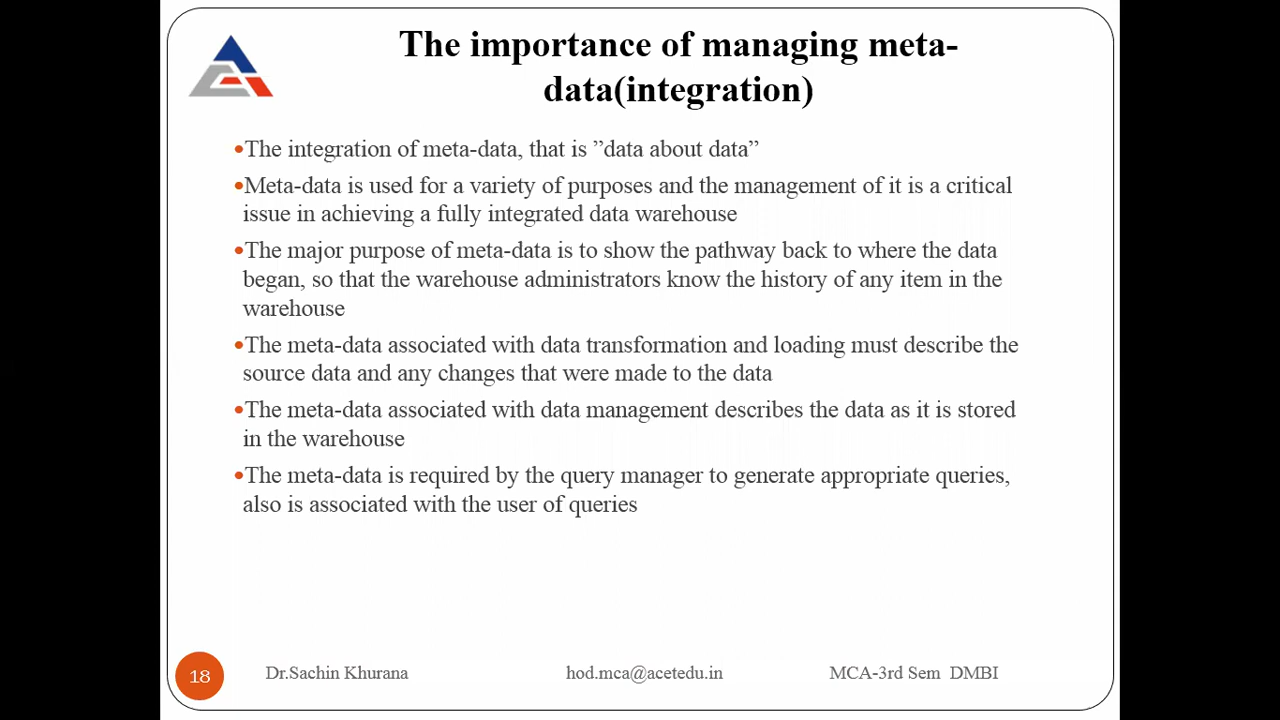 The importance of managing meta-
data(integration)
•The integration of meta-data, that is ”data about data”
•Meta-data is used for a variety of purposes and the management of it is a critical
issue in achieving a fully integrated data warehouse
•The major purpose of meta-data is to show the pathway back to where the data
began, so that the warehouse administrators know the history of any item in the
warehouse
•The meta-data associated with data transformation and loading must describe the
source data and any changes that were made to the data
•The meta-data associated with data management describes the data as it is stored
in the warehouse
•The meta-data is required by the query manager to generate appropriate queries,
also is associated with the user of queries
18
Dr.Sachin Khurana
hod.mca@acetedu.in
MCA-3rd Sem DMBI